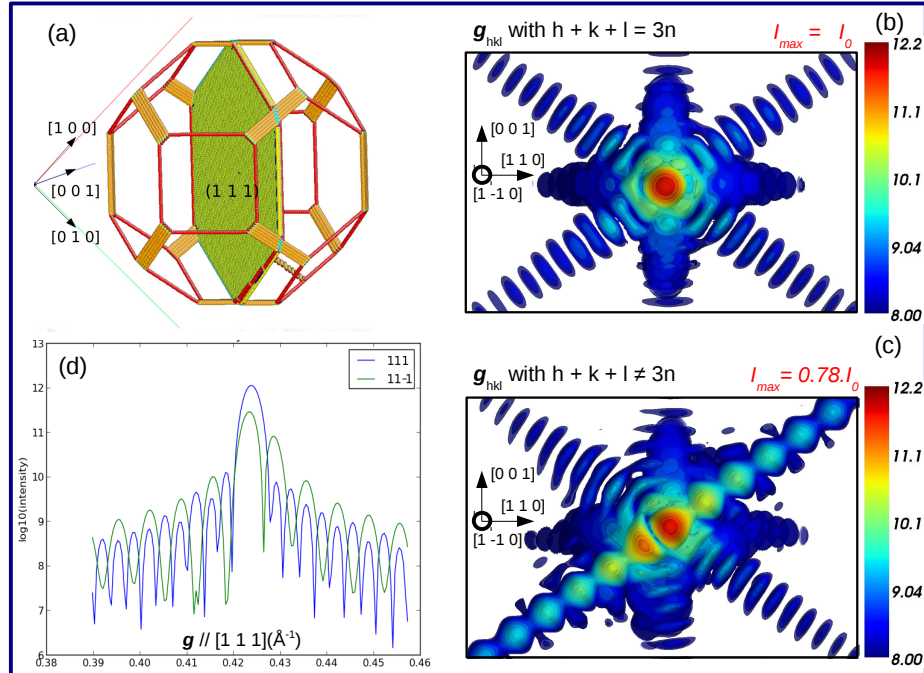 (a)
[1 0 0]
[0 0 1]
[0 1 0]
(1 1 1)
g_hkl with h + k + l = 3n
I_max = I_0
(b)
[0 0 1]
[1 1 0]
[1 -1 0]
12.2
11.1
10.1
9.04
8.00
(d)
13
12
11
10
9
8
7
6
log10(intensity)
111
11-1
g // [1 1 1](Å⁻¹)
0.38
0.39
0.40
0.41
0.42
0.43
0.44
0.45
0.46
g_hkl with h + k + l ≠ 3n
I_max = 0.78.I_0
(c)
[0 0 1]
[1 1 0]
[1 -1 0]
12.2
11.1
10.1
9.04
8.00